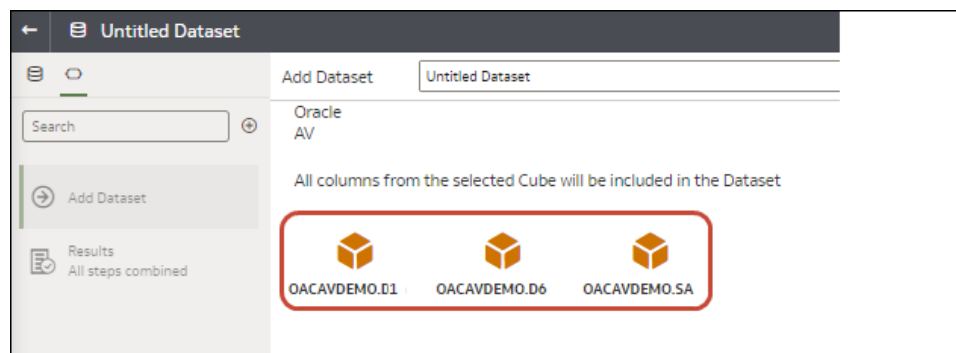 Untitled Dataset
Search
Add Dataset
Results
All steps combined
Add Dataset
Untitled Dataset
Oracle
AV
All columns from the selected Cube will be included in the Dataset
OACAVDEMO.D1
OACAVDEMO.D6
OACAVDEMO.SA